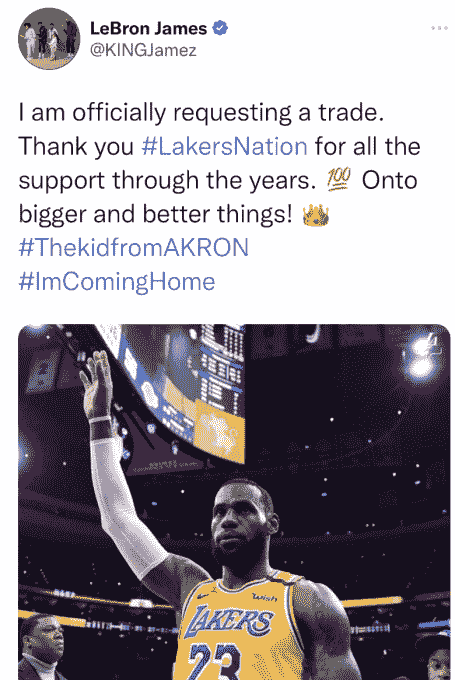 LeBron James
@KINGJamez
I am officially requesting a trade.
Thank you #LakersNation for all the
support through the years. 💯 Onto
bigger and better things! 👑
#ThekidfromAKRON
#ImComingHome
wish
LAKERS
23